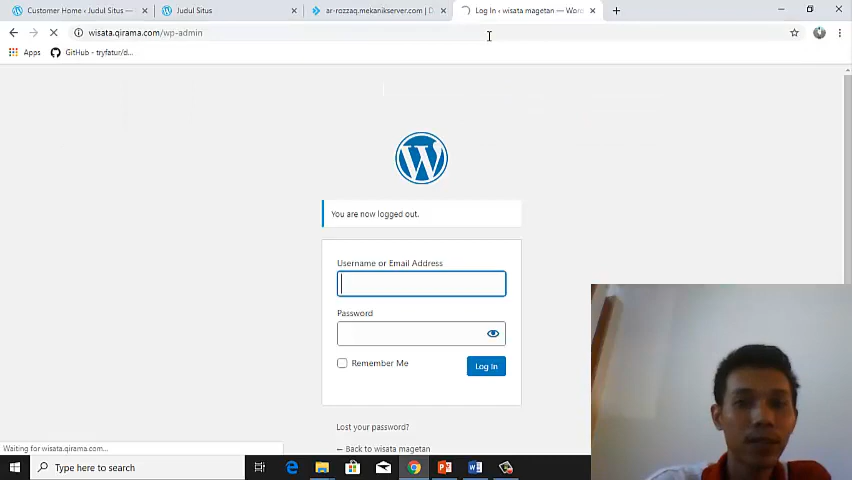 Customer Home ‹ Judul Situs —
Judul Situs
ar-rozzaq.mekanikserver.com | D
Log In ‹ wisata magetan — Wor
wisata.qirama.com/wp-admin
Apps
GitHub - tryfatur/d...
You are now logged out.
Username or Email Address
Password
Remember Me
Log In
Lost your password?
← Back to wisata magetan
Waiting for wisata.qirama.com...
Type here to search